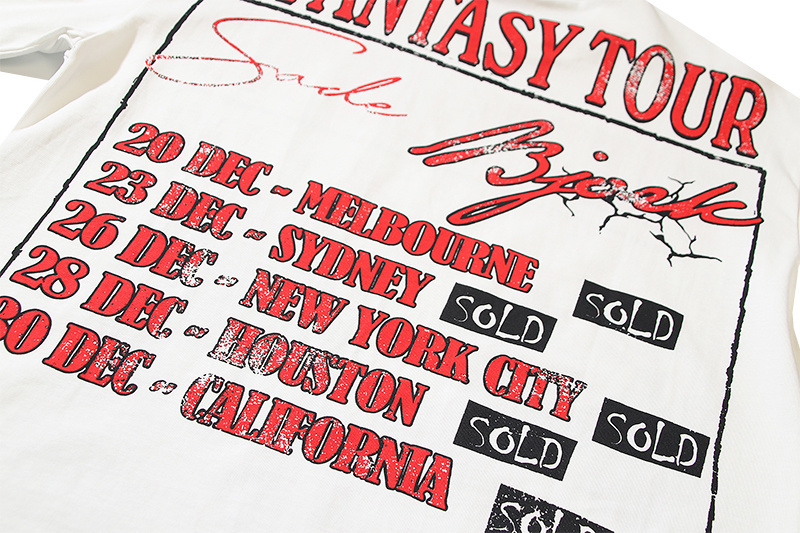 FANTASY TOUR
Sade
Bjork
20 DEC ~ MELBOURNE SOLD
23 DEC ~ SYDNEY SOLD
26 DEC ~ NEW YORK CITY SOLD
28 DEC ~ HOUSTON SOLD
30 DEC ~ CALIFORNIA SOLD